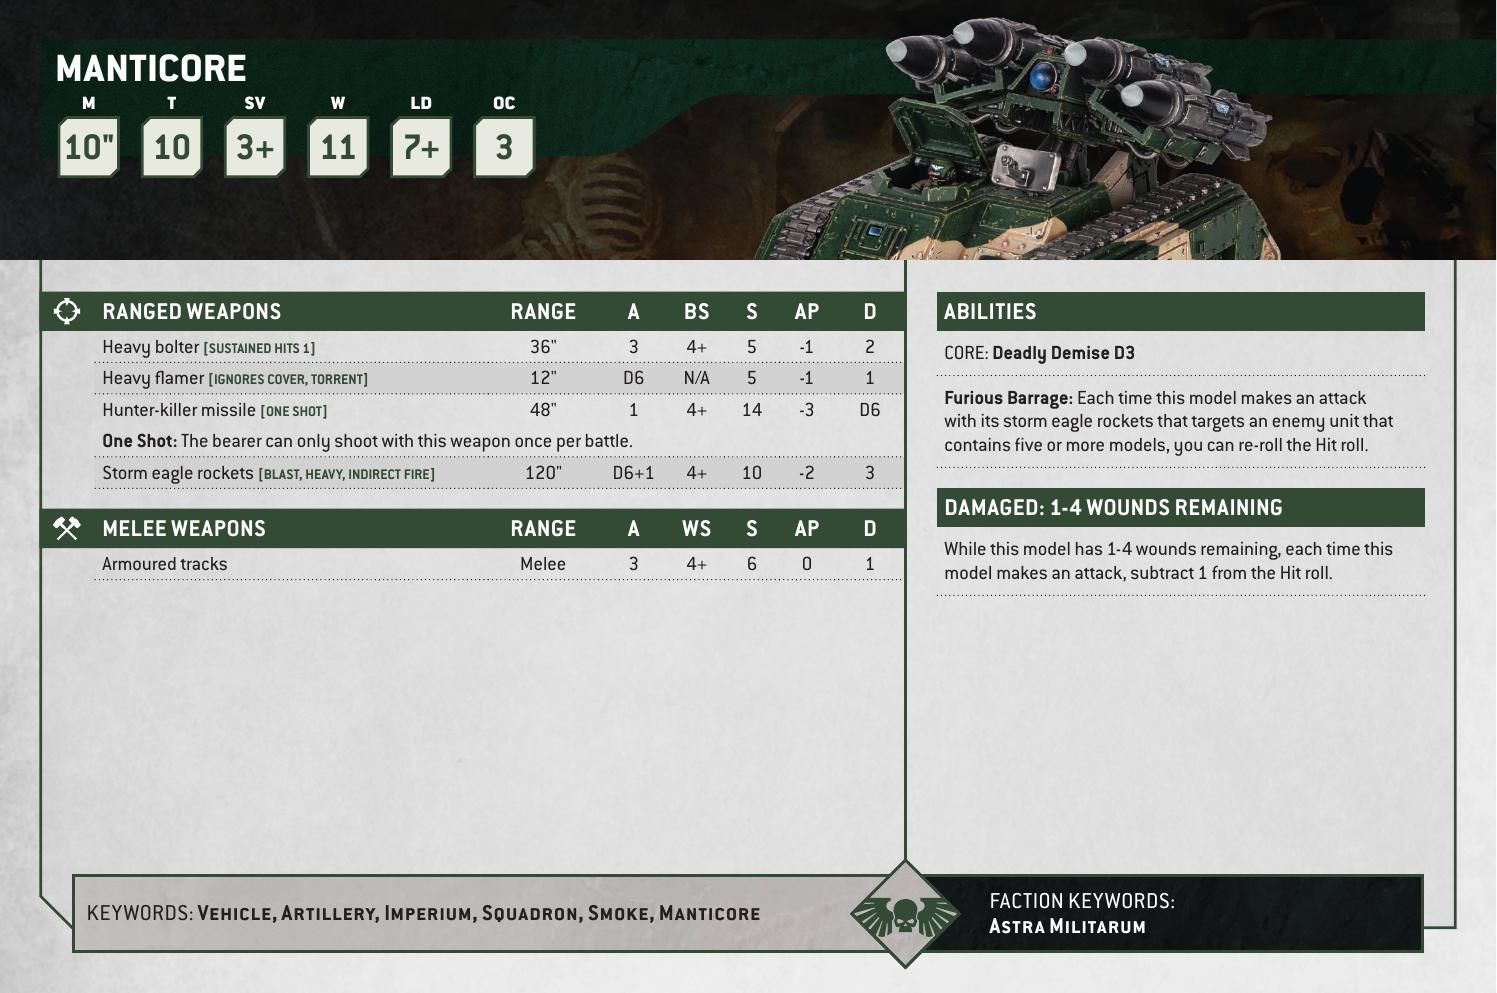 MANTICORE
M T SV W LD OC
10" 10 3+ 11 7+ 3
RANGED WEAPONS RANGE A BS S AP D
Heavy bolter [SUSTAINED HITS 1] 36" 3 4+ 5 -1 2
Heavy flamer [IGNORES COVER, TORRENT] 12" D6 N/A 5 -1 1
Hunter-killer missile [ONE SHOT] 48" 1 4+ 14 -3 D6
One Shot: The bearer can only shoot with this weapon once per battle.
Storm eagle rockets [BLAST, HEAVY, INDIRECT FIRE] 120" D6+1 4+ 10 -2 3
MELEE WEAPONS RANGE A WS S AP D
Armoured tracks Melee 3 4+ 6 0 1
ABILITIES
CORE: Deadly Demise D3
Furious Barrage: Each time this model makes an attack
with its storm eagle rockets that targets an enemy unit that
contains five or more models, you can re-roll the Hit roll.
DAMAGED: 1-4 WOUNDS REMAINING
While this model has 1-4 wounds remaining, each time this
model makes an attack, subtract 1 from the Hit roll.
KEYWORDS: VEHICLE, ARTILLERY, IMPERIUM, SQUADRON, SMOKE, MANTICORE
FACTION KEYWORDS:
ASTRA MILITARUM